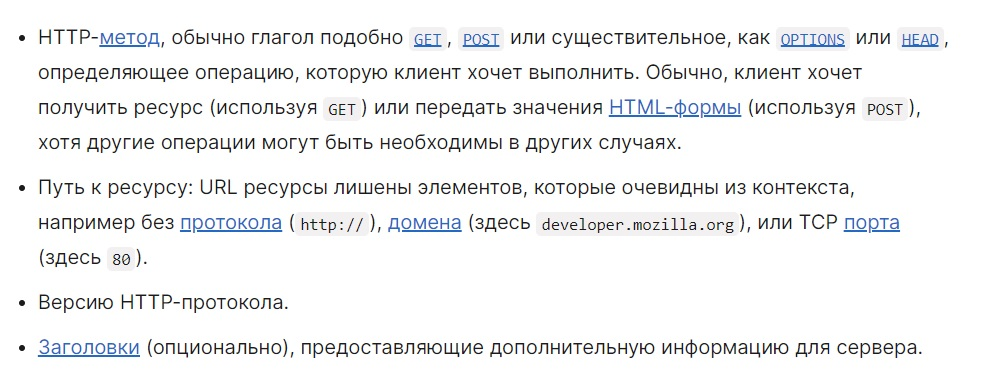 • HTTP-метод, обычно глагол подобно GET, POST или существительное, как OPTIONS или HEAD,
определяющее операцию, которую клиент хочет выполнить. Обычно, клиент хочет
получить ресурс (используя GET) или передать значения HTML-формы (используя POST),
хотя другие операции могут быть необходимы в других случаях.
• Путь к ресурсу: URL ресурсы лишены элементов, которые очевидны из контекста,
например без протокола (http://), домена (здесь developer.mozilla.org), или TCP порта
(здесь 80).
• Версию HTTP-протокола.
• Заголовки (опционально), предоставляющие дополнительную информацию для сервера.